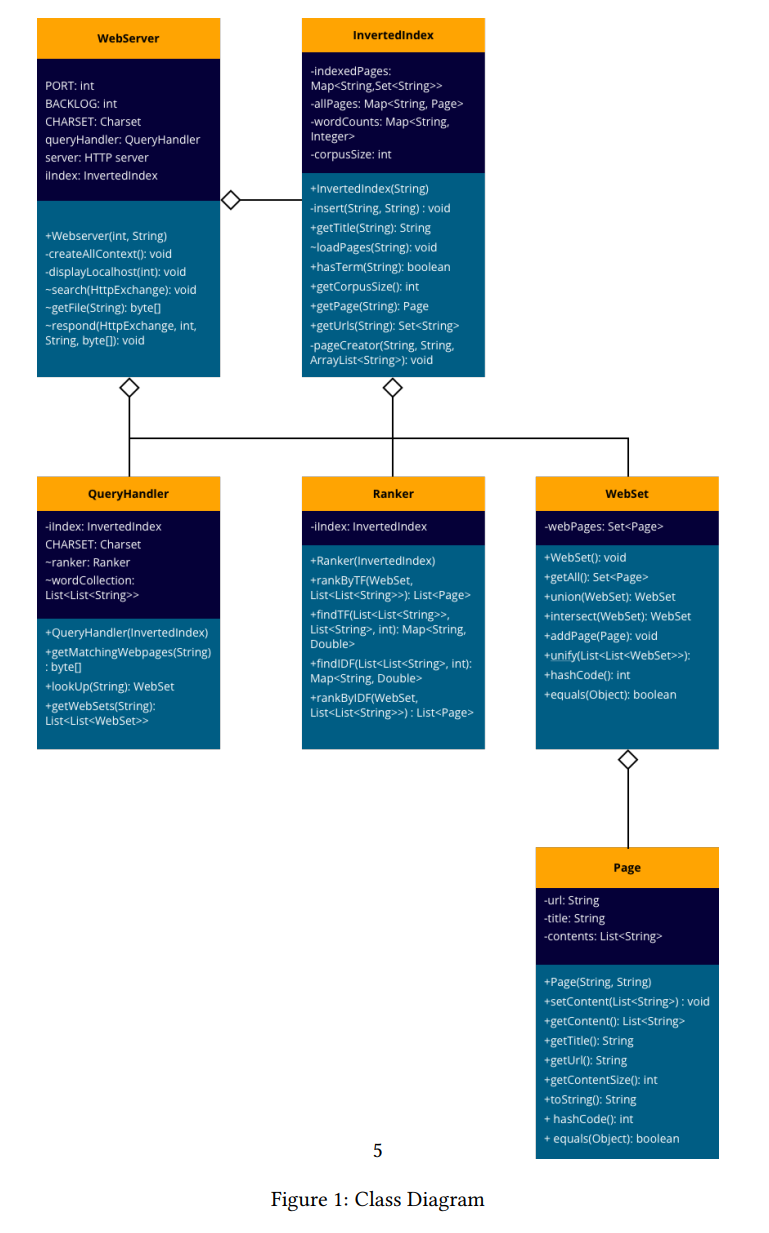 WebServer
PORT: int
BACKLOG: int
CHARSET: Charset
queryHandler: QueryHandler
server: HTTP server
iIndex: InvertedIndex
+Webserver(int, String)
-createAllContext(): void
-displayLocalhost(int): void
~search(HttpExchange): void
~getFile(String): byte[]
~respond(HttpExchange, int,
String, byte[]): void
InvertedIndex
-indexedPages:
Map<String,Set<String>>
-allPages: Map<String, Page>
-wordCounts: Map<String,
Integer>
-corpusSize: int
+InvertedIndex(String)
-insert(String, String) : void
+getTitle(String): String
~loadPages(String): void
+hasTerm(String): boolean
+getCorpusSize(): int
+getPage(String): Page
+getUrls(String): Set<String>
-pageCreator(String, String,
ArrayList<String>): void
QueryHandler
-iIndex: InvertedIndex
CHARSET: Charset
~ranker: Ranker
~wordCollection:
List<List<String>>
+QueryHandler(InvertedIndex)
+getMatchingWebpages(String)
: byte[]
+lookUp(String): WebSet
+getWebSets(String):
List<List<WebSet>>
Ranker
-iIndex: InvertedIndex
+Ranker(InvertedIndex)
+rankByTF(WebSet,
List<List<String>>): List<Page>
+findTF(List<List<String>>,
List<String>, int): Map<String,
Double>
+findIDF(List<List<String>, int):
Map<String, Double>
+rankByIDF(WebSet,
List<List<String>>) : List<Page>
WebSet
-webPages: Set<Page>
+WebSet(): void
+getAll(): Set<Page>
+union(WebSet): WebSet
+intersect(WebSet): WebSet
+addPage(Page): void
+unify(List<List<WebSet>>):
+hashCode(): int
+equals(Object): boolean
Page
-url: String
-title: String
-contents: List<String>
+Page(String, String)
+setContent(List<String>) : void
+getContent(): List<String>
+getTitle(): String
+getUrl(): String
+getContentSize(): int
+toString(): String
+ hashCode(): int
+ equals(Object): boolean
5
Figure 1: Class Diagram